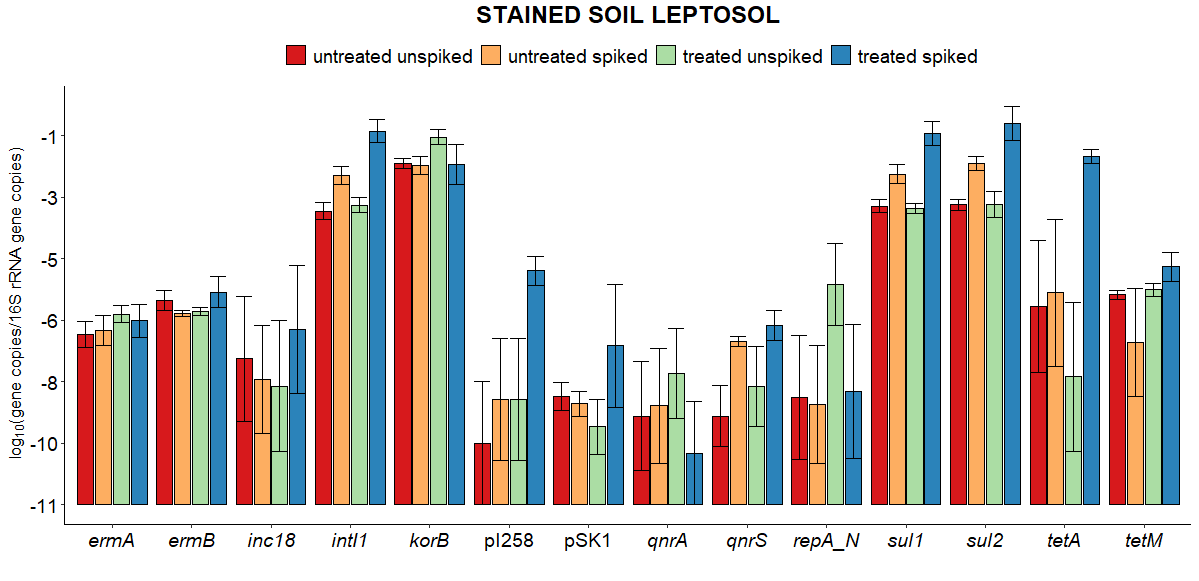 STAINED SOIL LEPTOSOL
untreated unspiked untreated spiked treated unspiked treated spiked
log10(gene copies/16S rRNA gene copies)
-1
-3
-5
-6
-8
-10
-11
ermA ermB inc18 intI1 korB pI258 pSK1 qnrA qnrS repA_N sul1 sul2 tetA tetM